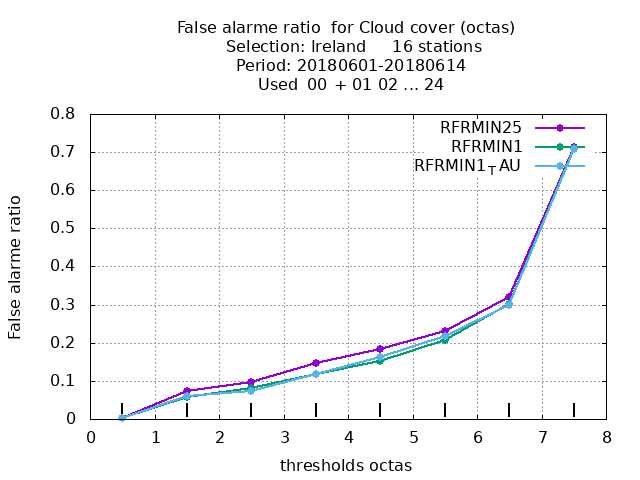 False alarme ratio  for Cloud cover (octas)
Selection: Ireland     16 stations
Period: 20180601-20180614
Used  00  + 01 02 ... 24
False alarme ratio
0.8
0.7
0.6
0.5
0.4
0.3
0.2
0.1
0
RFRMIN25
RFRMIN1
RFRMIN1TAU
0 1 2 3 4 5 6 7 8
thresholds octas